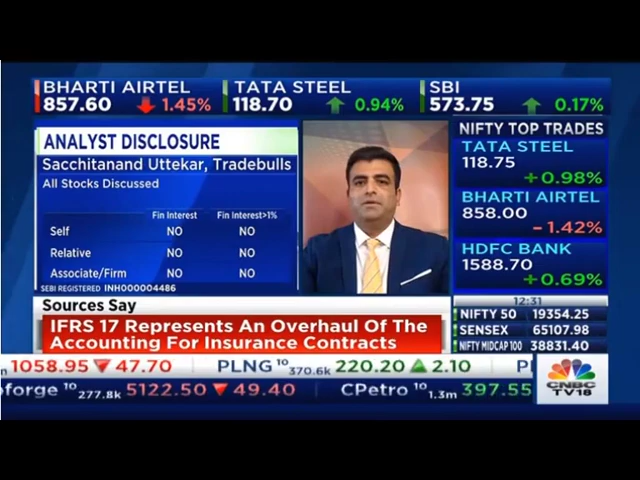 BHARTI AIRTEL
857.60 1.45%
TATA STEEL
118.70 0.94%
SBI
573.75 0.17%
ANALYST DISCLOSURE
Sacchitanand Uttekar, Tradebulls
All Stocks Discussed
Fin Interest Fin Interest>1%
Self NO NO
Relative NO NO
Associate/Firm NO NO
SEBI REGISTERED INH000004486
NIFTY TOP TRADES
TATA STEEL
118.75
+0.98%
BHARTI AIRTEL
858.00
-1.42%
HDFC BANK
1588.70
+0.69%
12:31
NIFTY 50 19354.25
SENSEX 65107.98
NIFTY MIDCAP 100 38831.40
Sources Say
IFRS 17 Represents An Overhaul Of The
Accounting For Insurance Contracts
1058.95 ▼ 47.70 PLNG 10 370.6k 220.20 ▲ 2.10
oforge 10 277.8k 5122.50 ▼ 49.40 CPetro 10 1.3m 397.55
CNBC
TV18